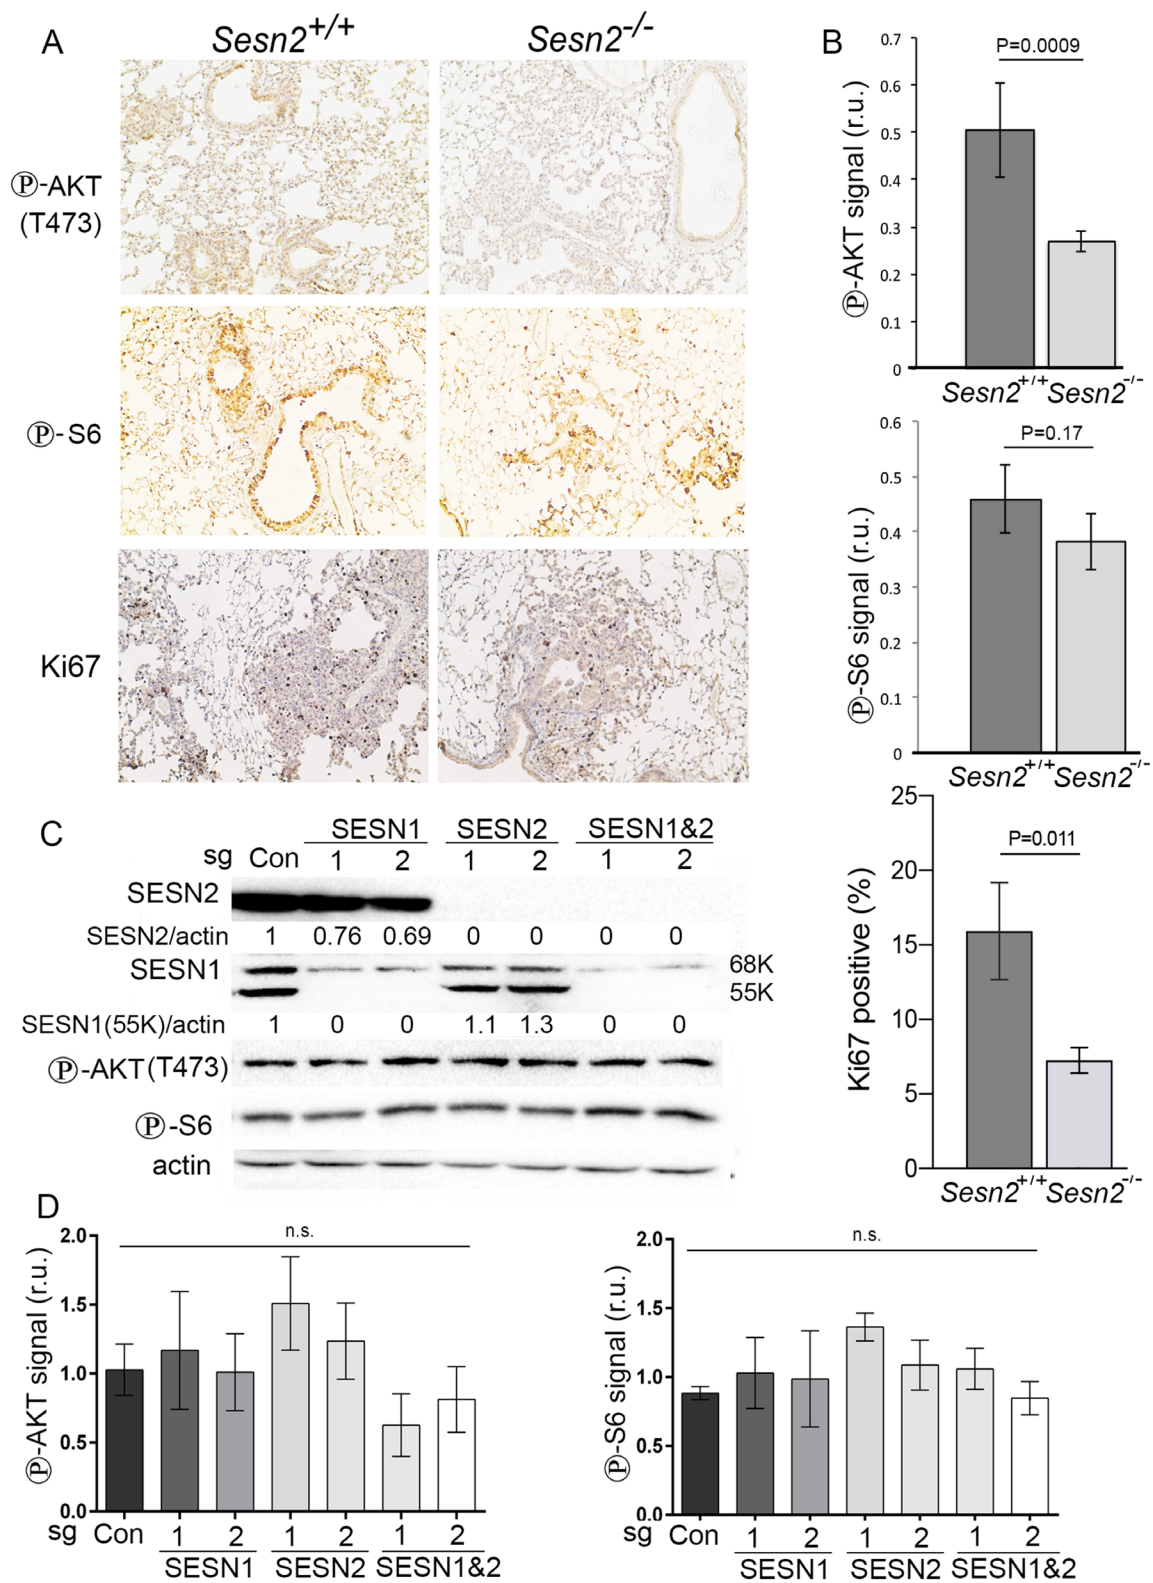 A
Sesn2+/+
Sesn2-/-
Ⓟ-AKT
(T473)
Ⓟ-S6
Ki67
B
P=0.0009
0.7
0.6
0.5
0.4
0.3
0.2
0.1
0
Ⓟ-AKT signal (r.u.)
Sesn2+/+ Sesn2-/-
P=0.17
0.6
0.5
0.4
0.3
0.2
0.1
0
Ⓟ-S6 signal (r.u.)
Sesn2+/+ Sesn2-/-
P=0.011
25
20
15
10
5
0
Ki67 positive (%)
Sesn2+/+ Sesn2-/-
C
SESN1 SESN2 SESN1&2
sg Con 1 2 1 2 1 2
SESN2
SESN2/actin 1 0.76 0.69 0 0 0 0
SESN1 68K
55K
SESN1(55K)/actin 1 0 0 1.1 1.3 0 0
Ⓟ-AKT(T473)
Ⓟ-S6
actin
D
n.s.
2.0
1.5
1.0
0.5
0.0
Ⓟ-AKT signal (r.u.)
sg Con 1 2 1 2 1 2
SESN1 SESN2 SESN1&2
n.s.
2.0
1.5
1.0
0.5
0.0
Ⓟ-S6 signal (r.u.)
sg Con 1 2 1 2 1 2
SESN1 SESN2 SESN1&2